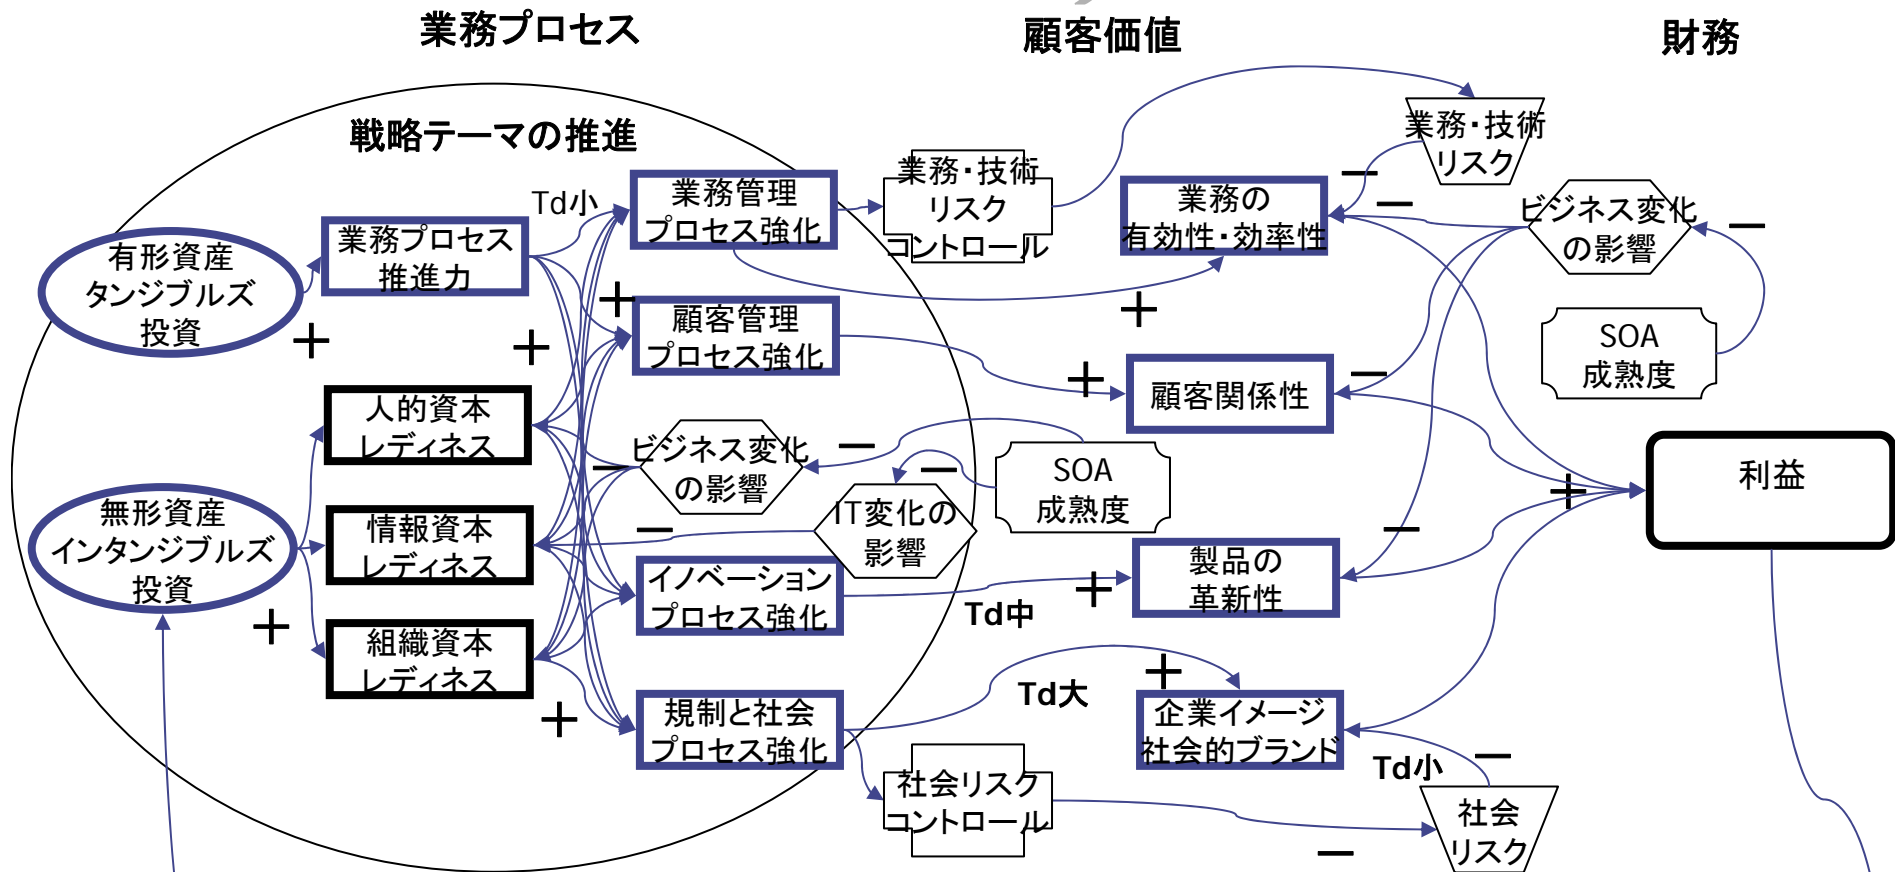 業務プロセス
顧客価値
財務
戦略テーマの推進
有形資産
タンジブルズ
投資
＋
業務プロセス
推進力
Td小
＋
＋
業務管理
プロセス強化
業務・技術
リスク
コントロール
業務の
有効性・効率性
＋
業務・技術
リスク
－
－
ビジネス変化
の影響
－
SOA
成熟度
顧客管理
プロセス強化
＋
顧客関係性
－
人的資本
レディネス
ビジネス変化
の影響
－
－
－
SOA
成熟度
IT変化の
影響
－
無形資産
インタンジブルズ
投資
＋
情報資本
レディネス
組織資本
レディネス
＋
イノベーション
プロセス強化
Td中
＋
製品の
革新性
－
＋
利益
規制と社会
プロセス強化
Td大
＋
企業イメージ
社会的ブランド
Td小
－
社会リスク
コントロール
－
社会
リスク